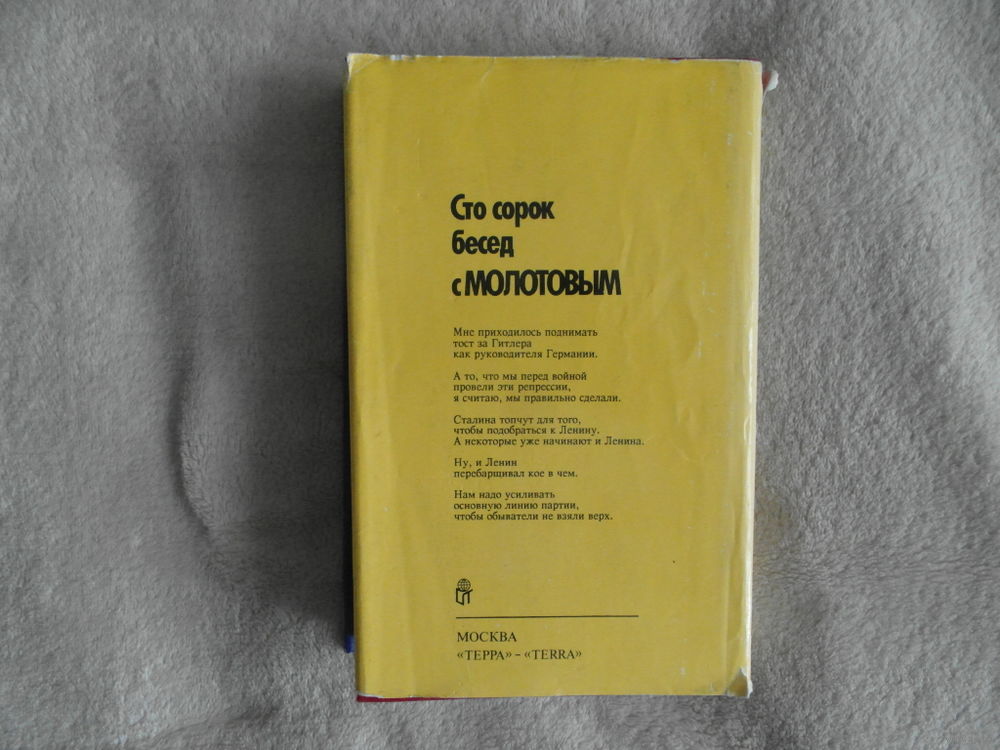 Сто сорок
бесед
с МОЛОТОВЫМ
Мне приходилось поднимать
тост за Гитлера
как руководителя Германии.
А то, что мы перед войной
провели эти репрессии,
я считаю, мы правильно сделали.
Сталина топчут для того,
чтобы подобраться к Ленину.
А некоторые уже начинают и Ленина.
Ну, и Ленин
перебарщивал кое в чем.
Нам надо усиливать
основную линию партии,
чтобы обыватели не взяли верх.
МОСКВА
«ТЕРРА» – «TERRA»